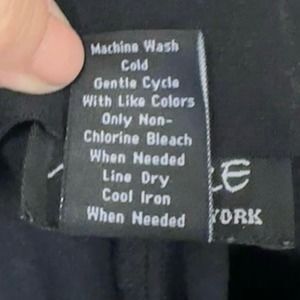 Machine Wash
Cold
Gentle Cycle
With Like Colors
Only Non-
Chlorine Bleach
When Needed
Line Dry
Cool Iron
When Needed
YORK